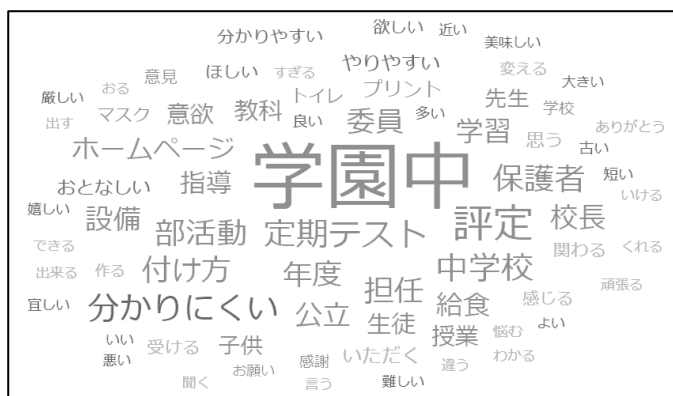 分かりやすい 欲しい 近い 美味しい
意見 ほしい すぎる やりやすい 変える 大きい
厳しい おる トイレ プリント 先生 学校
出す マスク 意欲 教科 良い 委員 多い 学習 思う ありがとう
ホームページ 学園中 古い
おとなしい 指導 保護者 短い いける
嬉しい 設備 部活動 定期テスト 評定 校長
できる 関わる くれる
出来る 作る 付け方 年度 担任 中学校 頑張る
宜しい 分かりにくい 公立 生徒 給食 感じる
いい 受ける 子供 授業 悩む よい
悪い 感謝 いただく 違う わかる
聞く お願い 言う 難しい